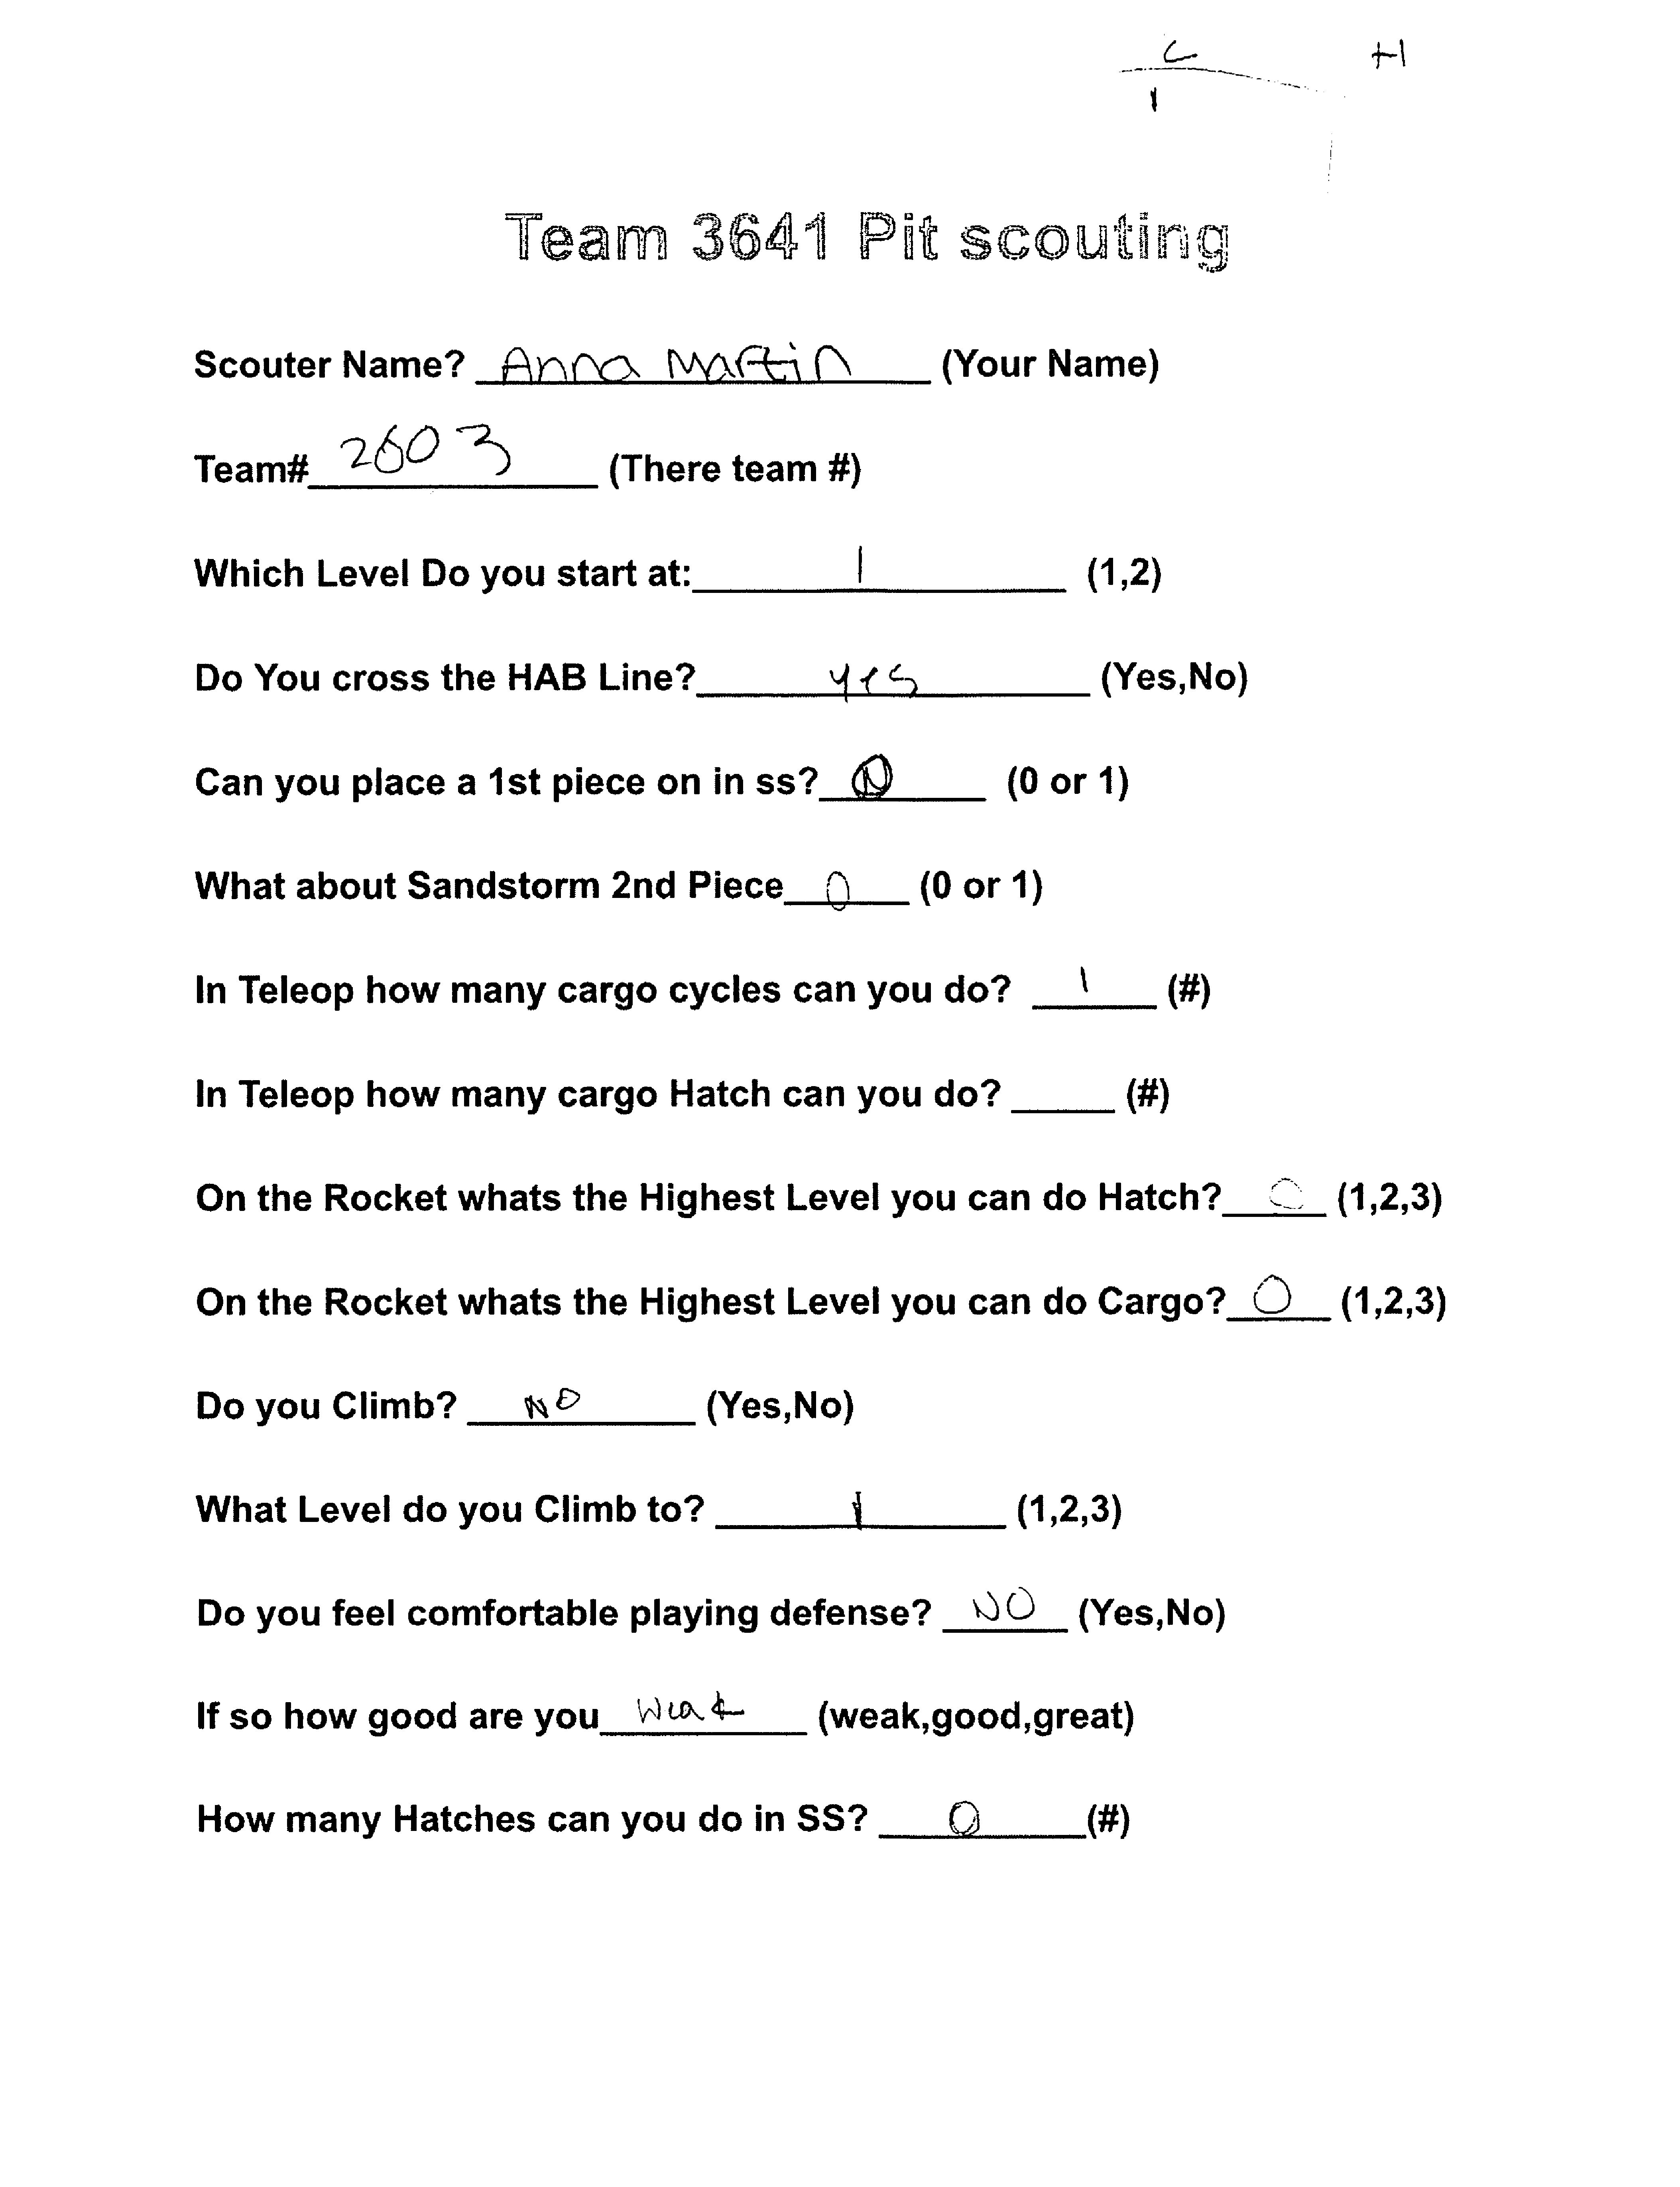 C H
1
Team 3641 Pit scouting
Scouter Name? Anna Martin (Your Name)
Team# 2603 (There team #)
Which Level Do you start at: 1 (1,2)
Do You cross the HAB Line? yes (Yes,No)
Can you place a 1st piece on in ss? (0 or 1)
What about Sandstorm 2nd Piece 0 (0 or 1)
In Teleop how many cargo cycles can you do? 1 (#)
In Teleop how many cargo Hatch can you do? (#)
On the Rocket whats the Highest Level you can do Hatch? 0 (1,2,3)
On the Rocket whats the Highest Level you can do Cargo? 0 (1,2,3)
Do you Climb? NO (Yes,No)
What Level do you Climb to? 1 (1,2,3)
Do you feel comfortable playing defense? NO (Yes,No)
If so how good are you weak (weak,good,great)
How many Hatches can you do in SS? 0 (#)